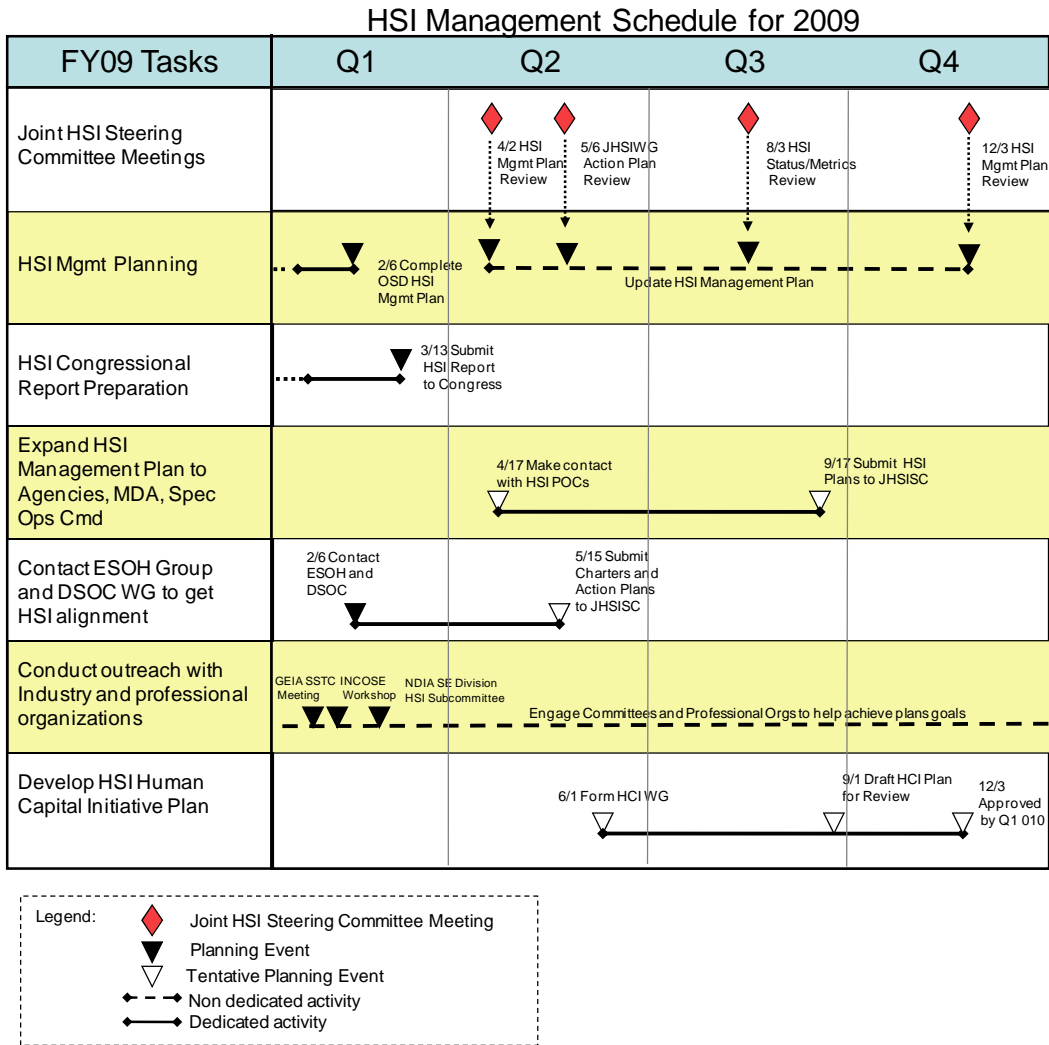 HSI Management Schedule for 2009
FY09 Tasks
Q1
Q2
Q3
Q4
Joint HSI Steering
Committee Meetings
4/2 HSI
Mgmt Plan
Review
5/6 JHSIWG
Action Plan
Review
8/3 HSI
Status/Metrics
Review
12/3 HSI
Mgmt Plan
Review
HSI Mgmt Planning
2/6 Complete
OSD HSI
Mgmt Plan
Update HSI Management Plan
HSI Congressional
Report Preparation
3/13 Submit
HSI Report
to Congress
Expand HSI
Management Plan to
Agencies, MDA, Spec
Ops Cmd
4/17 Make contact
with HSI POCs
9/17 Submit HSI
Plans to JHSISC
Contact ESOH Group
and DSOC WG to get
HSI alignment
2/6 Contact
ESOH and
DSOC
5/15 Submit
Charters and
Action Plans
to JHSISC
Conduct outreach with
Industry and professional
organizations
GEIA SSTC
Meeting
INCOSE
Workshop
NDIA SE Division
HSI Subcommittee
Engage Committees and Professional Orgs to help achieve plans goals
Develop HSI Human
Capital Initiative Plan
6/1 Form HCI WG
9/1 Draft HCI Plan
for Review
12/3
Approved
by Q1 010
Legend:
Joint HSI Steering Committee Meeting
Planning Event
Tentative Planning Event
Non dedicated activity
Dedicated activity